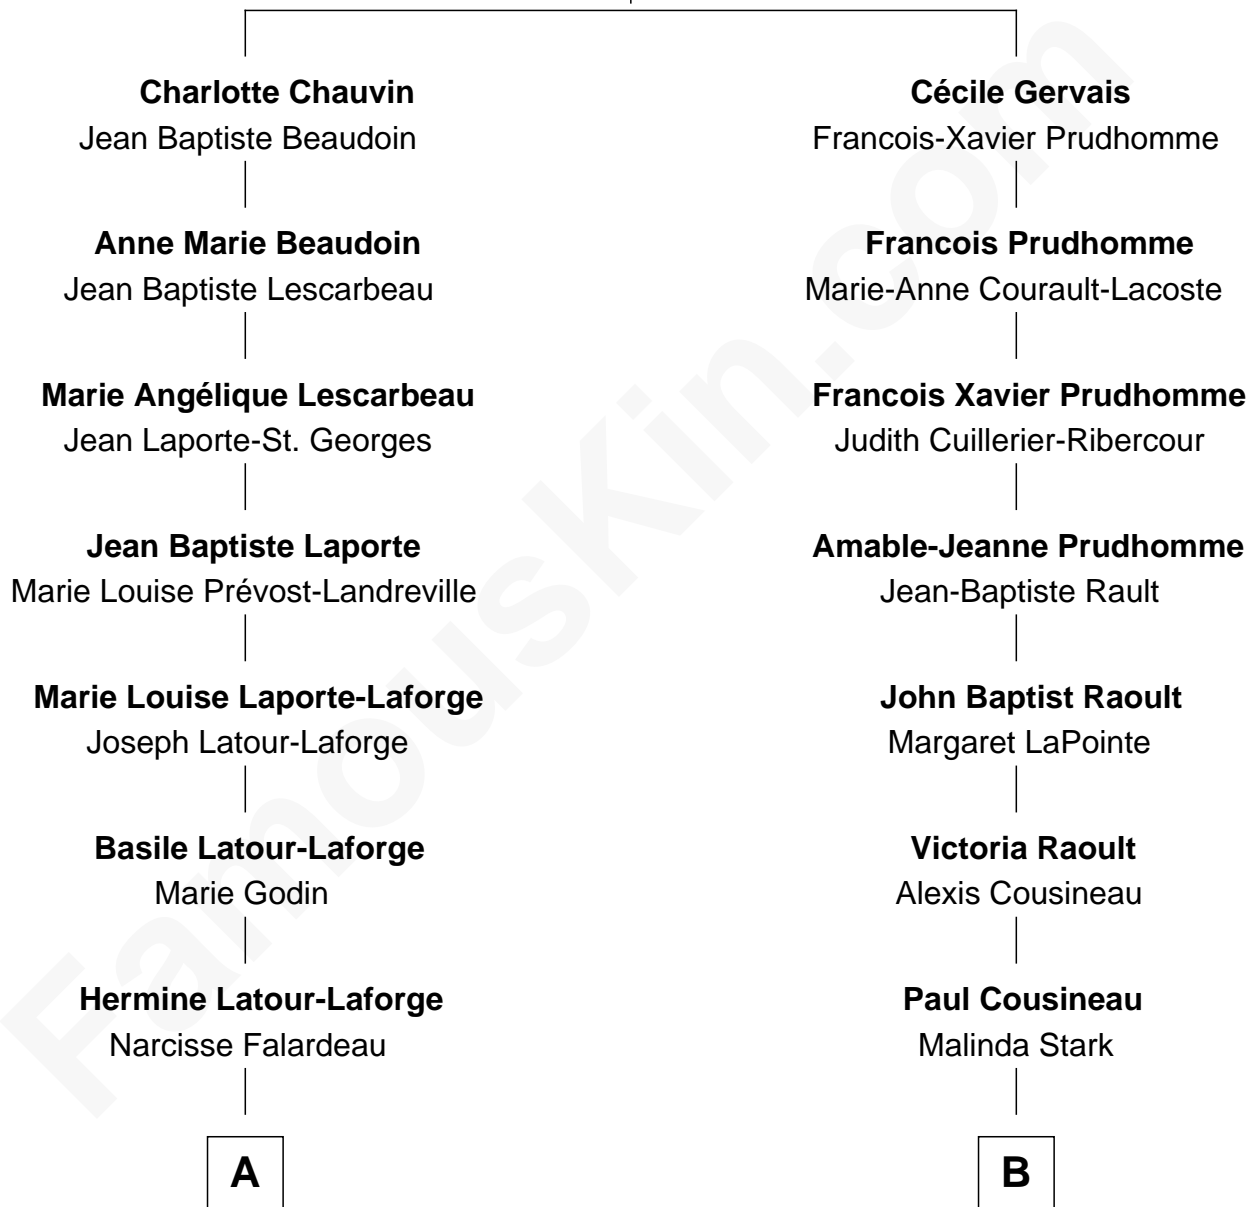 Charlotte Chauvin
Jean Baptiste Beaudoin
Anne Marie Beaudoin
Jean Baptiste Lescarbeau
Marie Angélique Lescarbeau
Jean Laporte-St. Georges
Jean Baptiste Laporte
Marie Louise Prévost-Landreville
Marie Louise Laporte-Laforge
Joseph Latour-Laforge
Basile Latour-Laforge
Marie Godin
Hermine Latour-Laforge
Narcisse Falardeau
A
Cécile Gervais
Francois-Xavier Prudhomme
Francois Prudhomme
Marie-Anne Courault-Lacoste
Francois Xavier Prudhomme
Judith Cuillerier-Ribercour
Amable-Jeanne Prudhomme
Jean-Baptiste Rault
John Baptist Raoult
Margaret LaPointe
Victoria Raoult
Alexis Cousineau
Paul Cousineau
Malinda Stark
B
FamousKin.com